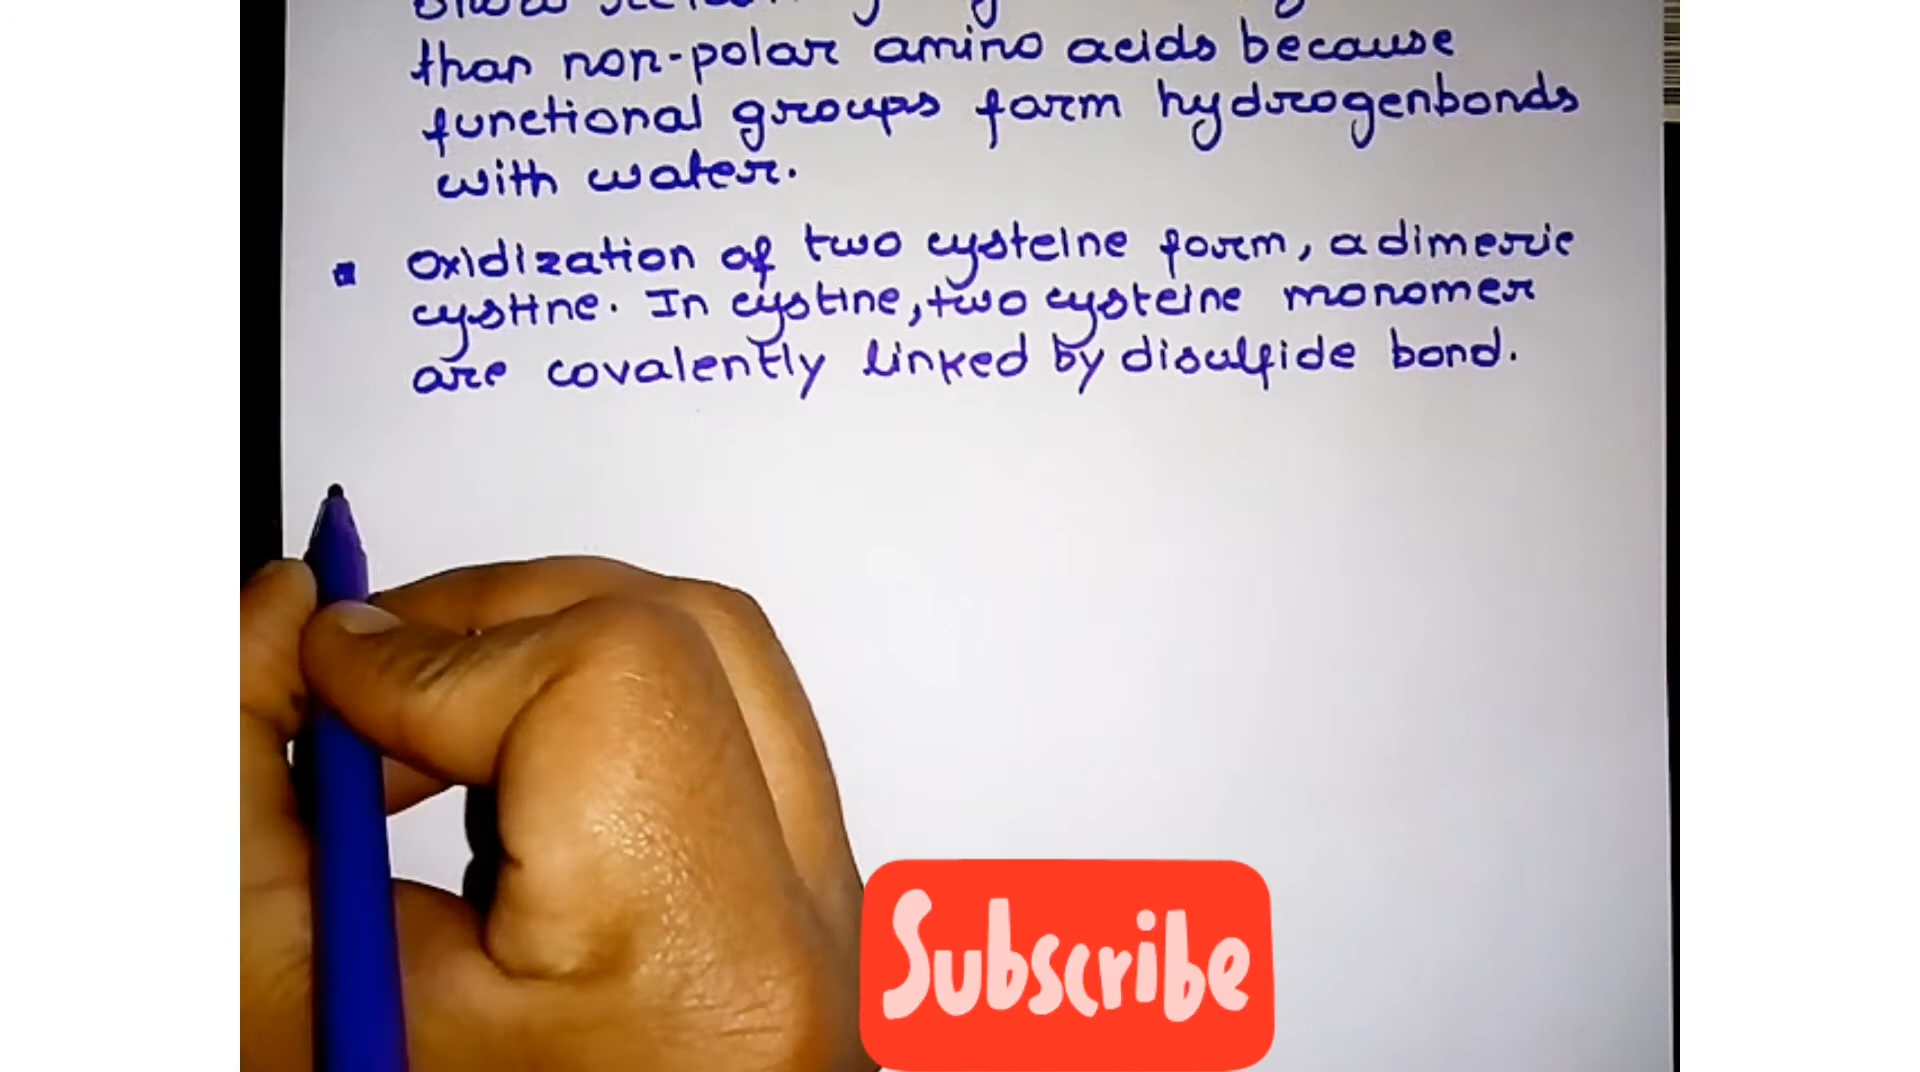 than non-polar amino acids because
functional groups form hydrogenbonds
with water.
Oxidization of two cysteine form, a dimeric
cystine. In cystine, two cysteine monomer
are covalently linked by disulfide bond.
Subscribe